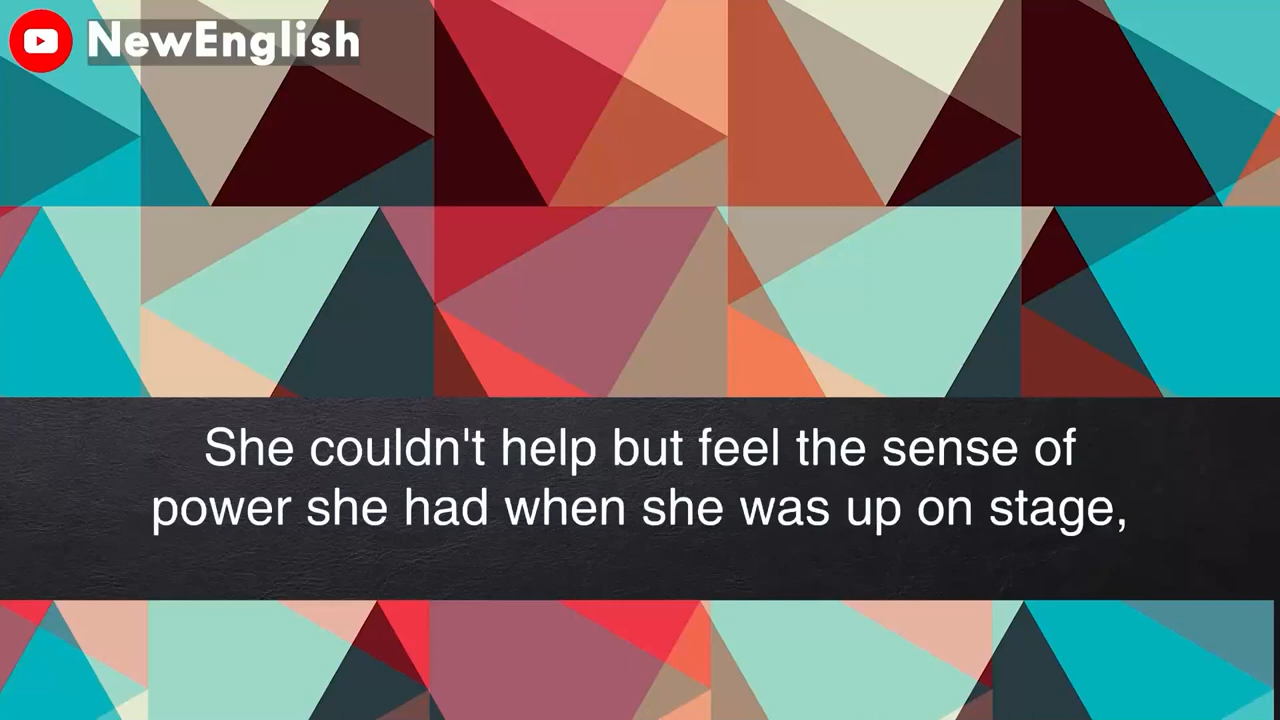 NewEnglish
She couldn't help but feel the sense of
power she had when she was up on stage,